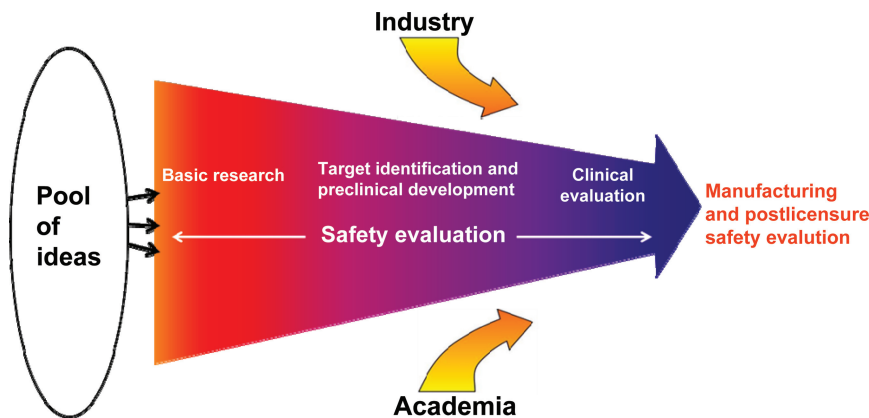 Industry
Pool
of
ideas
Basic research
Target identification and
preclinical development
Clinical
evaluation
Safety evaluation
Manufacturing
and postlicensure
safety evalution
Academia